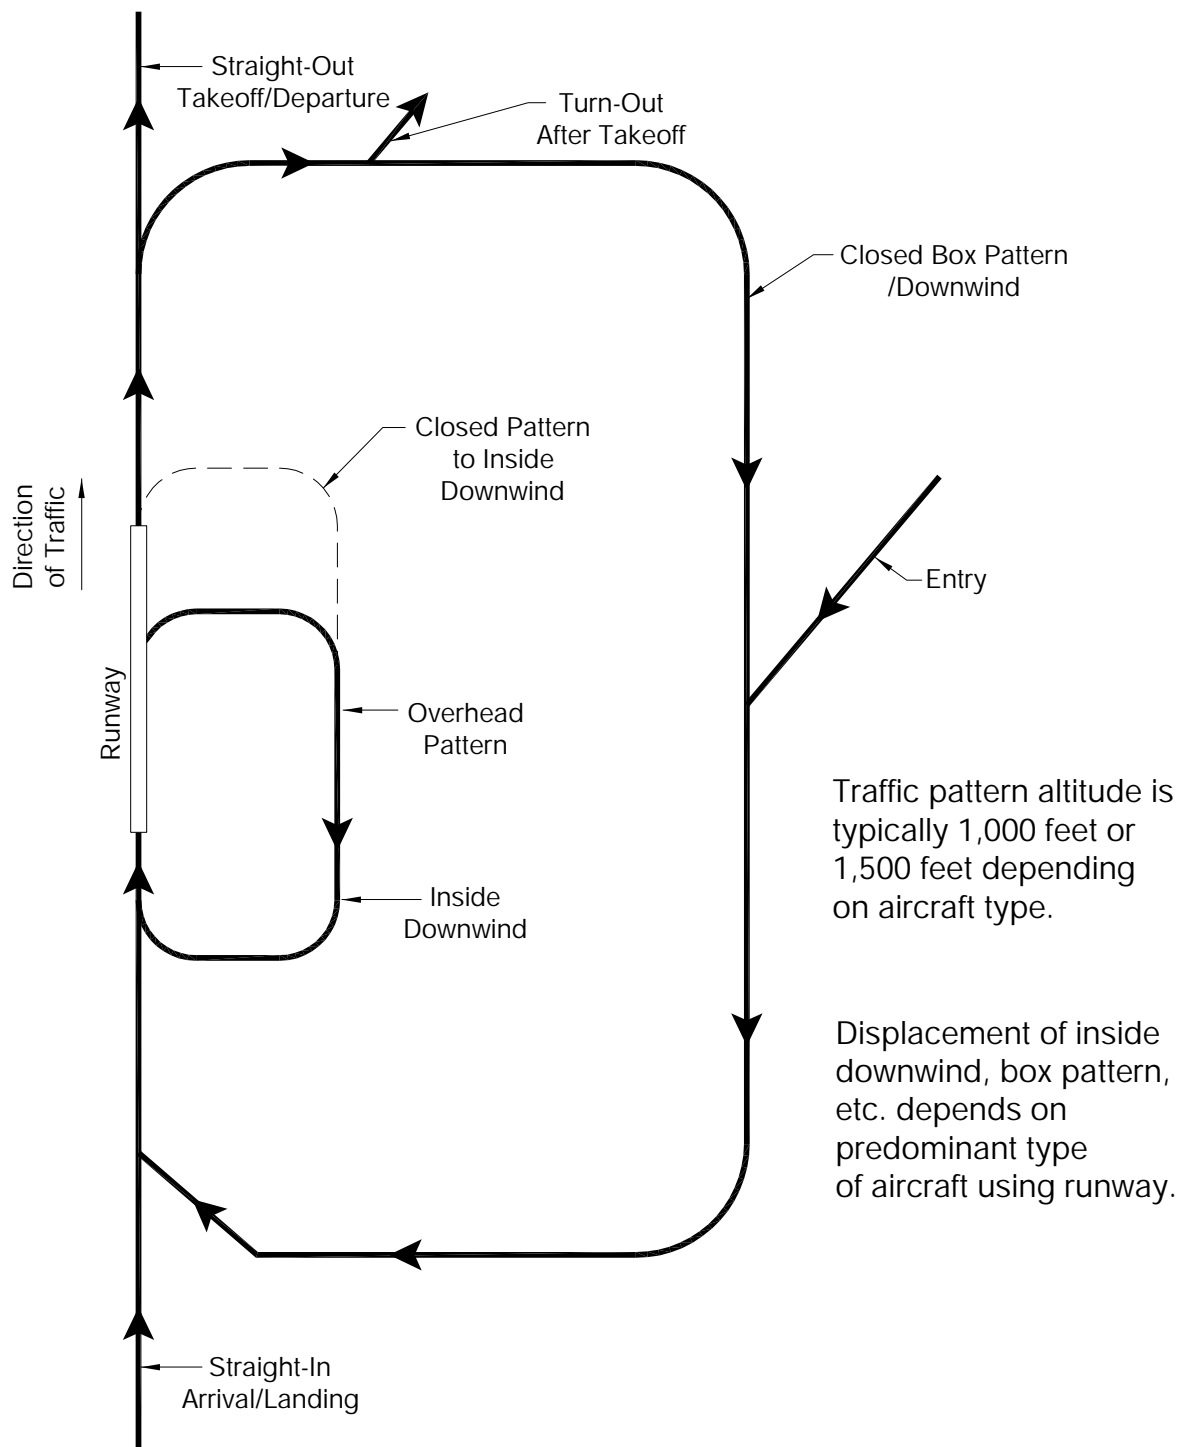 Straight-Out
Takeoff/Departure
Turn-Out
After Takeoff
Closed Box Pattern
/Downwind
Closed Pattern
to Inside
Downwind
Direction
of Traffic
Entry
Runway
Overhead
Pattern
Traffic pattern altitude is
typically 1,000 feet or
1,500 feet depending
on aircraft type.
Inside
Downwind
Displacement of inside
downwind, box pattern,
etc. depends on
predominant type
of aircraft using runway.
Straight-In
Arrival/Landing